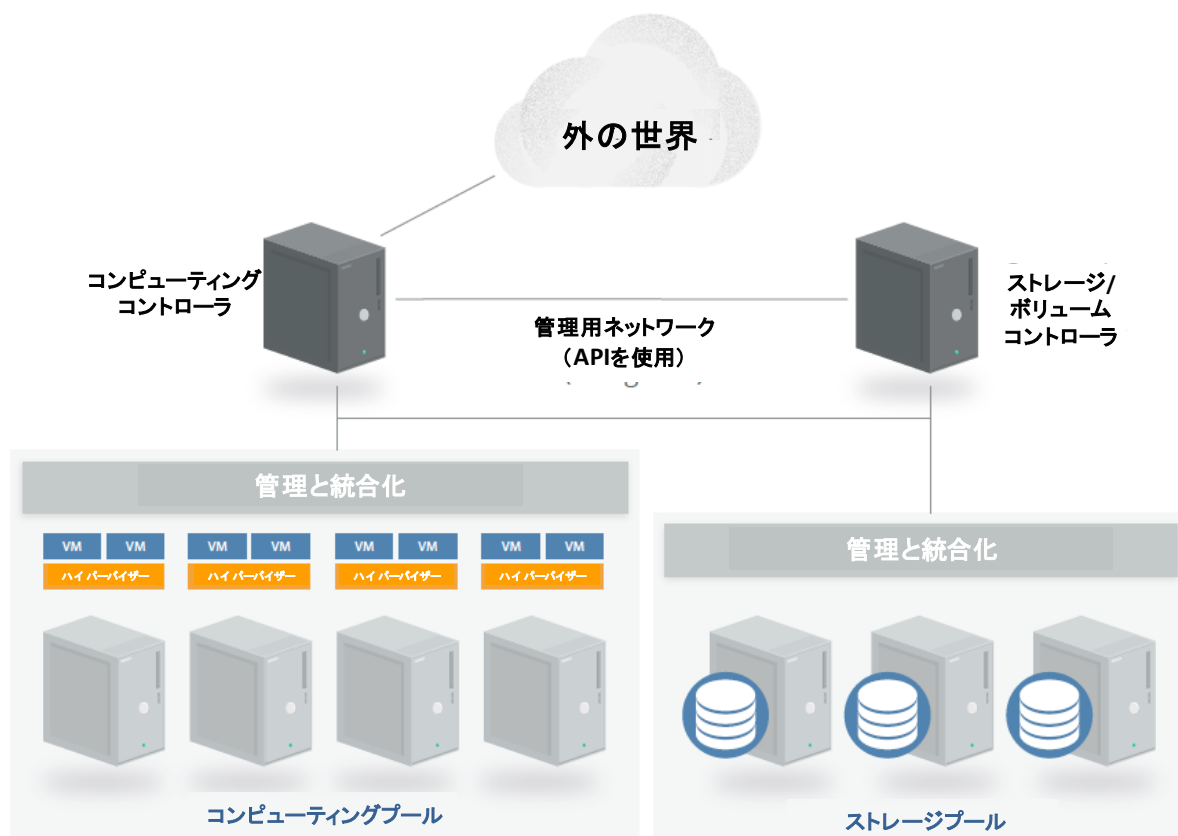 外の世界
コンピューティング
コントローラ
管理用ネットワーク
（APIを使用）
ストレージ/
ボリューム
コントローラ
管理と統合化
VM VM VM VM VM VM VM VM
ハイパーバイザー ハイパーバイザー ハイパーバイザー ハイパーバイザー
コンピューティングプール
管理と統合化
ストレージプール